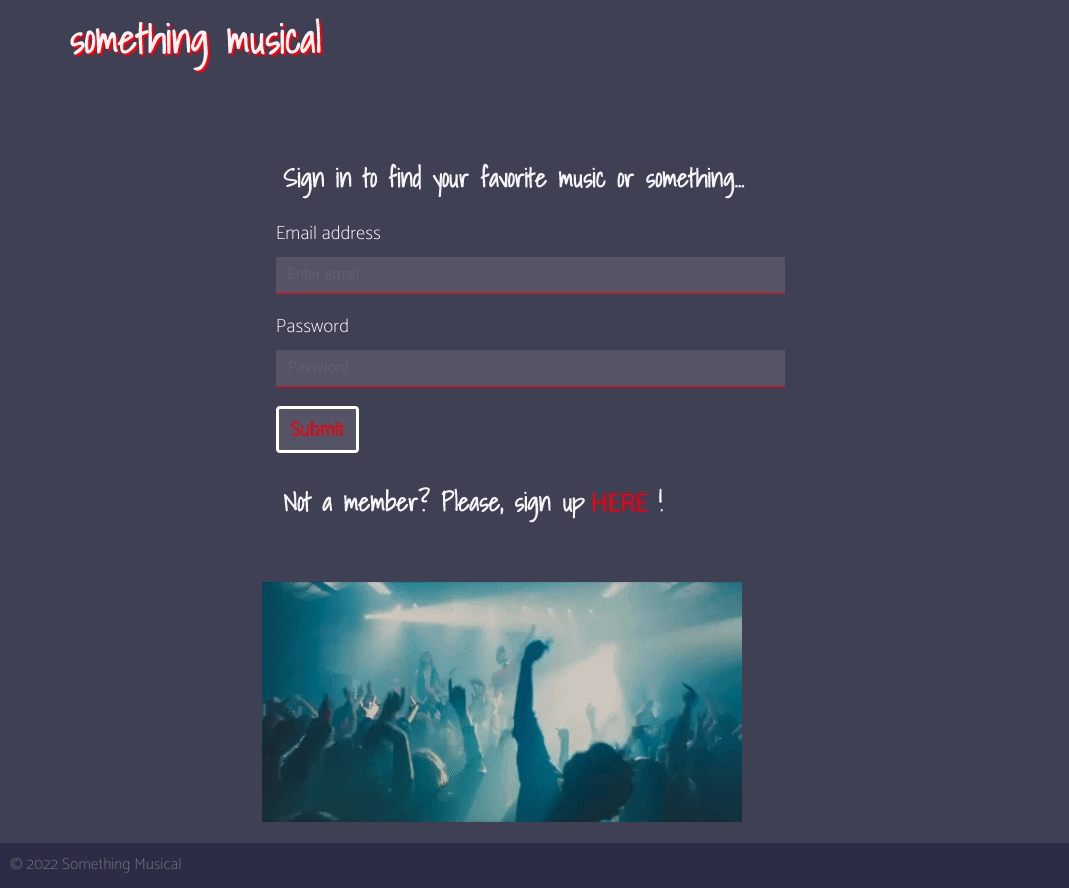 something musical
Sign in to find your favorite music or something...
Email address
Enter email
Password
Password
Submit
Not a member? Please, sign up HERE !
© 2022 Something Musical